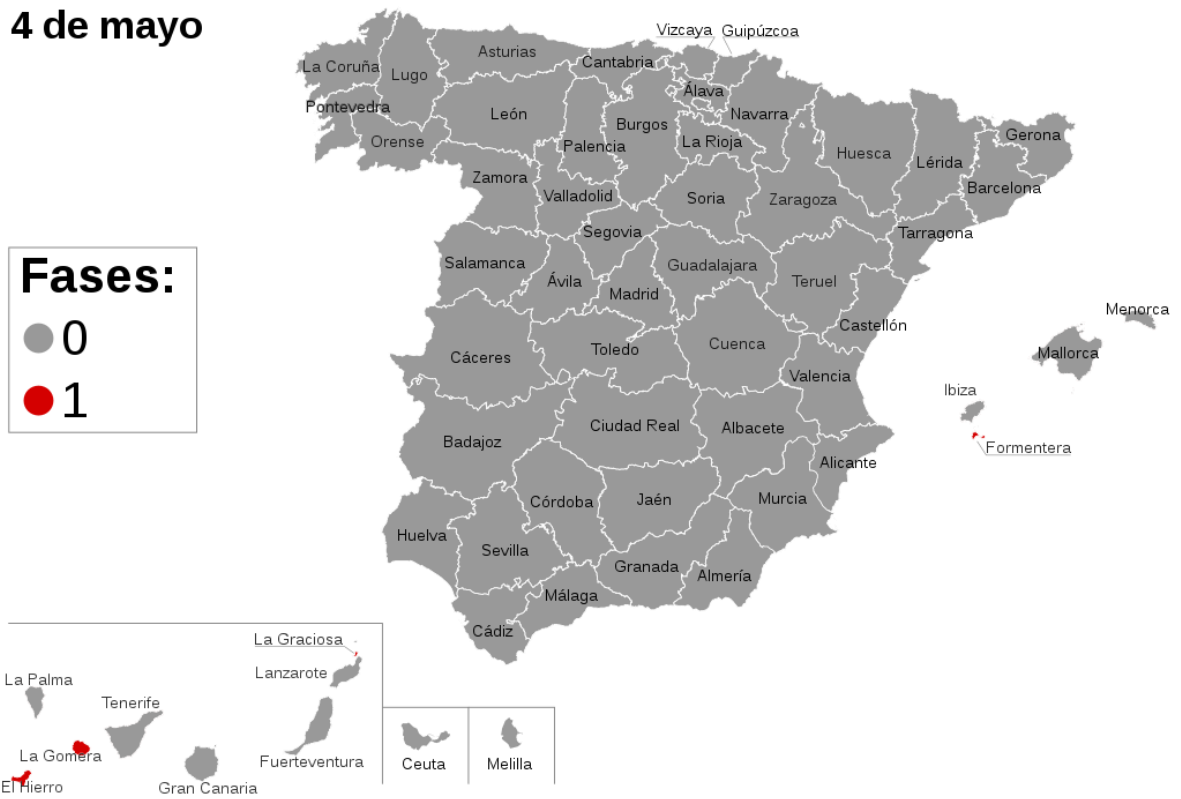 4 de mayo
Vizcaya
Guipúzcoa
Asturias
Cantabria
La Coruña
Lugo
Álava
Pontevedra
León
Navarra
Burgos
Gerona
Orense
Palencia
La Rioja
Huesca
Lérida
Zamora
Barcelona
Valladolid
Soria
Zaragoza
Segovia
Tarragona
Salamanca
Guadalajara
Fases:
Ávila
Teruel
Madrid
Menorca
0
Castellón
Toledo
Cuenca
Mallorca
Cáceres
Valencia
Ibiza
1
Ciudad Real
Albacete
Badajoz
Formentera
Alicante
Córdoba
Jaén
Murcia
Huelva
Sevilla
Granada
Almería
Málaga
Cádiz
La Graciosa
Lanzarote
La Palma
Tenerife
La Gomera
Fuerteventura
Ceuta
Melilla
El Hierro
Gran Canaria